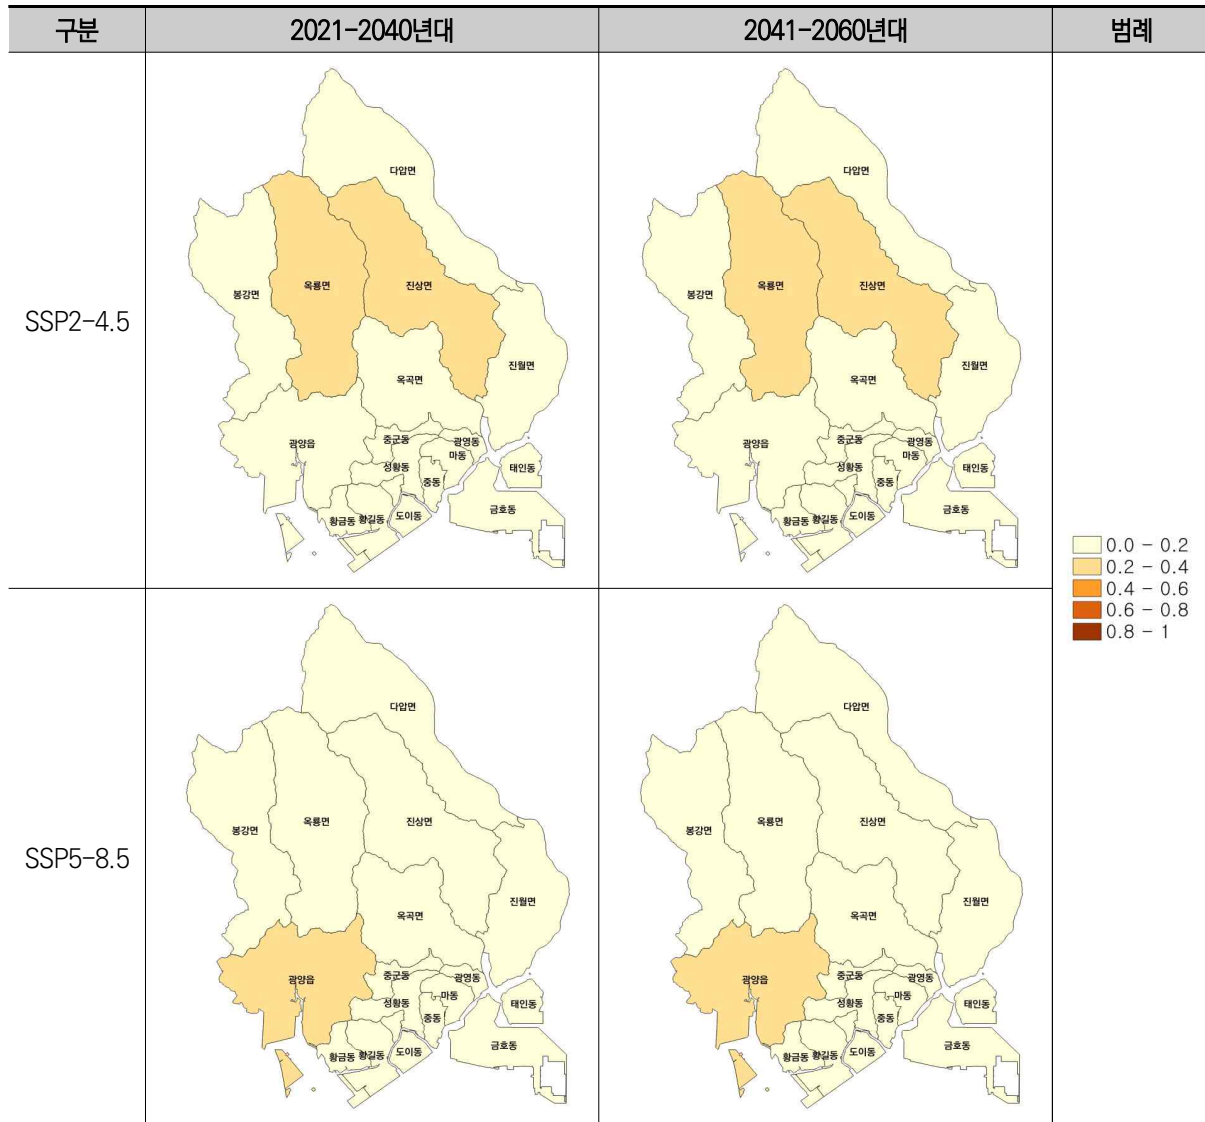 구분 2021-2040년대 2041-2060년대 범례
SSP2-4.5
다압면
봉강면 옥룡면 진상면
진월면
옥곡면
광양읍 중군동 광영동
마동
성황동 태인동
중동
황금동 황길동 도이동 금호동
다압면
봉강면 옥룡면 진상면
진월면
옥곡면
광양읍 중군동 광영동
마동
성황동 태인동
중동
황금동 황길동 도이동 금호동
0.0 - 0.2
0.2 - 0.4
0.4 - 0.6
0.6 - 0.8
0.8 - 1
SSP5-8.5
다압면
봉강면 옥룡면 진상면
진월면
옥곡면
광양읍 중군동 광영동
마동
성황동 태인동
중동
황금동 황길동 도이동 금호동
다압면
봉강면 옥룡면 진상면
진월면
옥곡면
광양읍 중군동 광영동
마동
성황동 태인동
중동
황금동 황길동 도이동 금호동